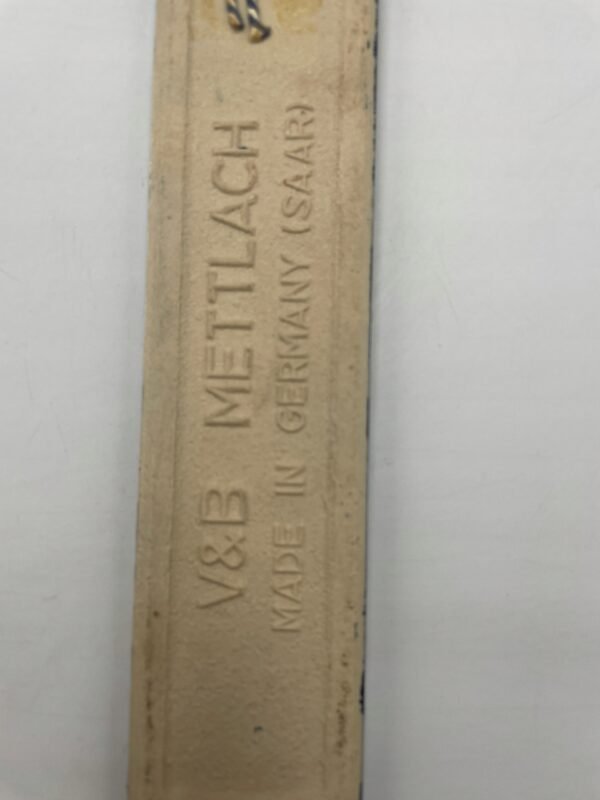 V&B METTLACH
MADE IN GERMANY (SAAR)